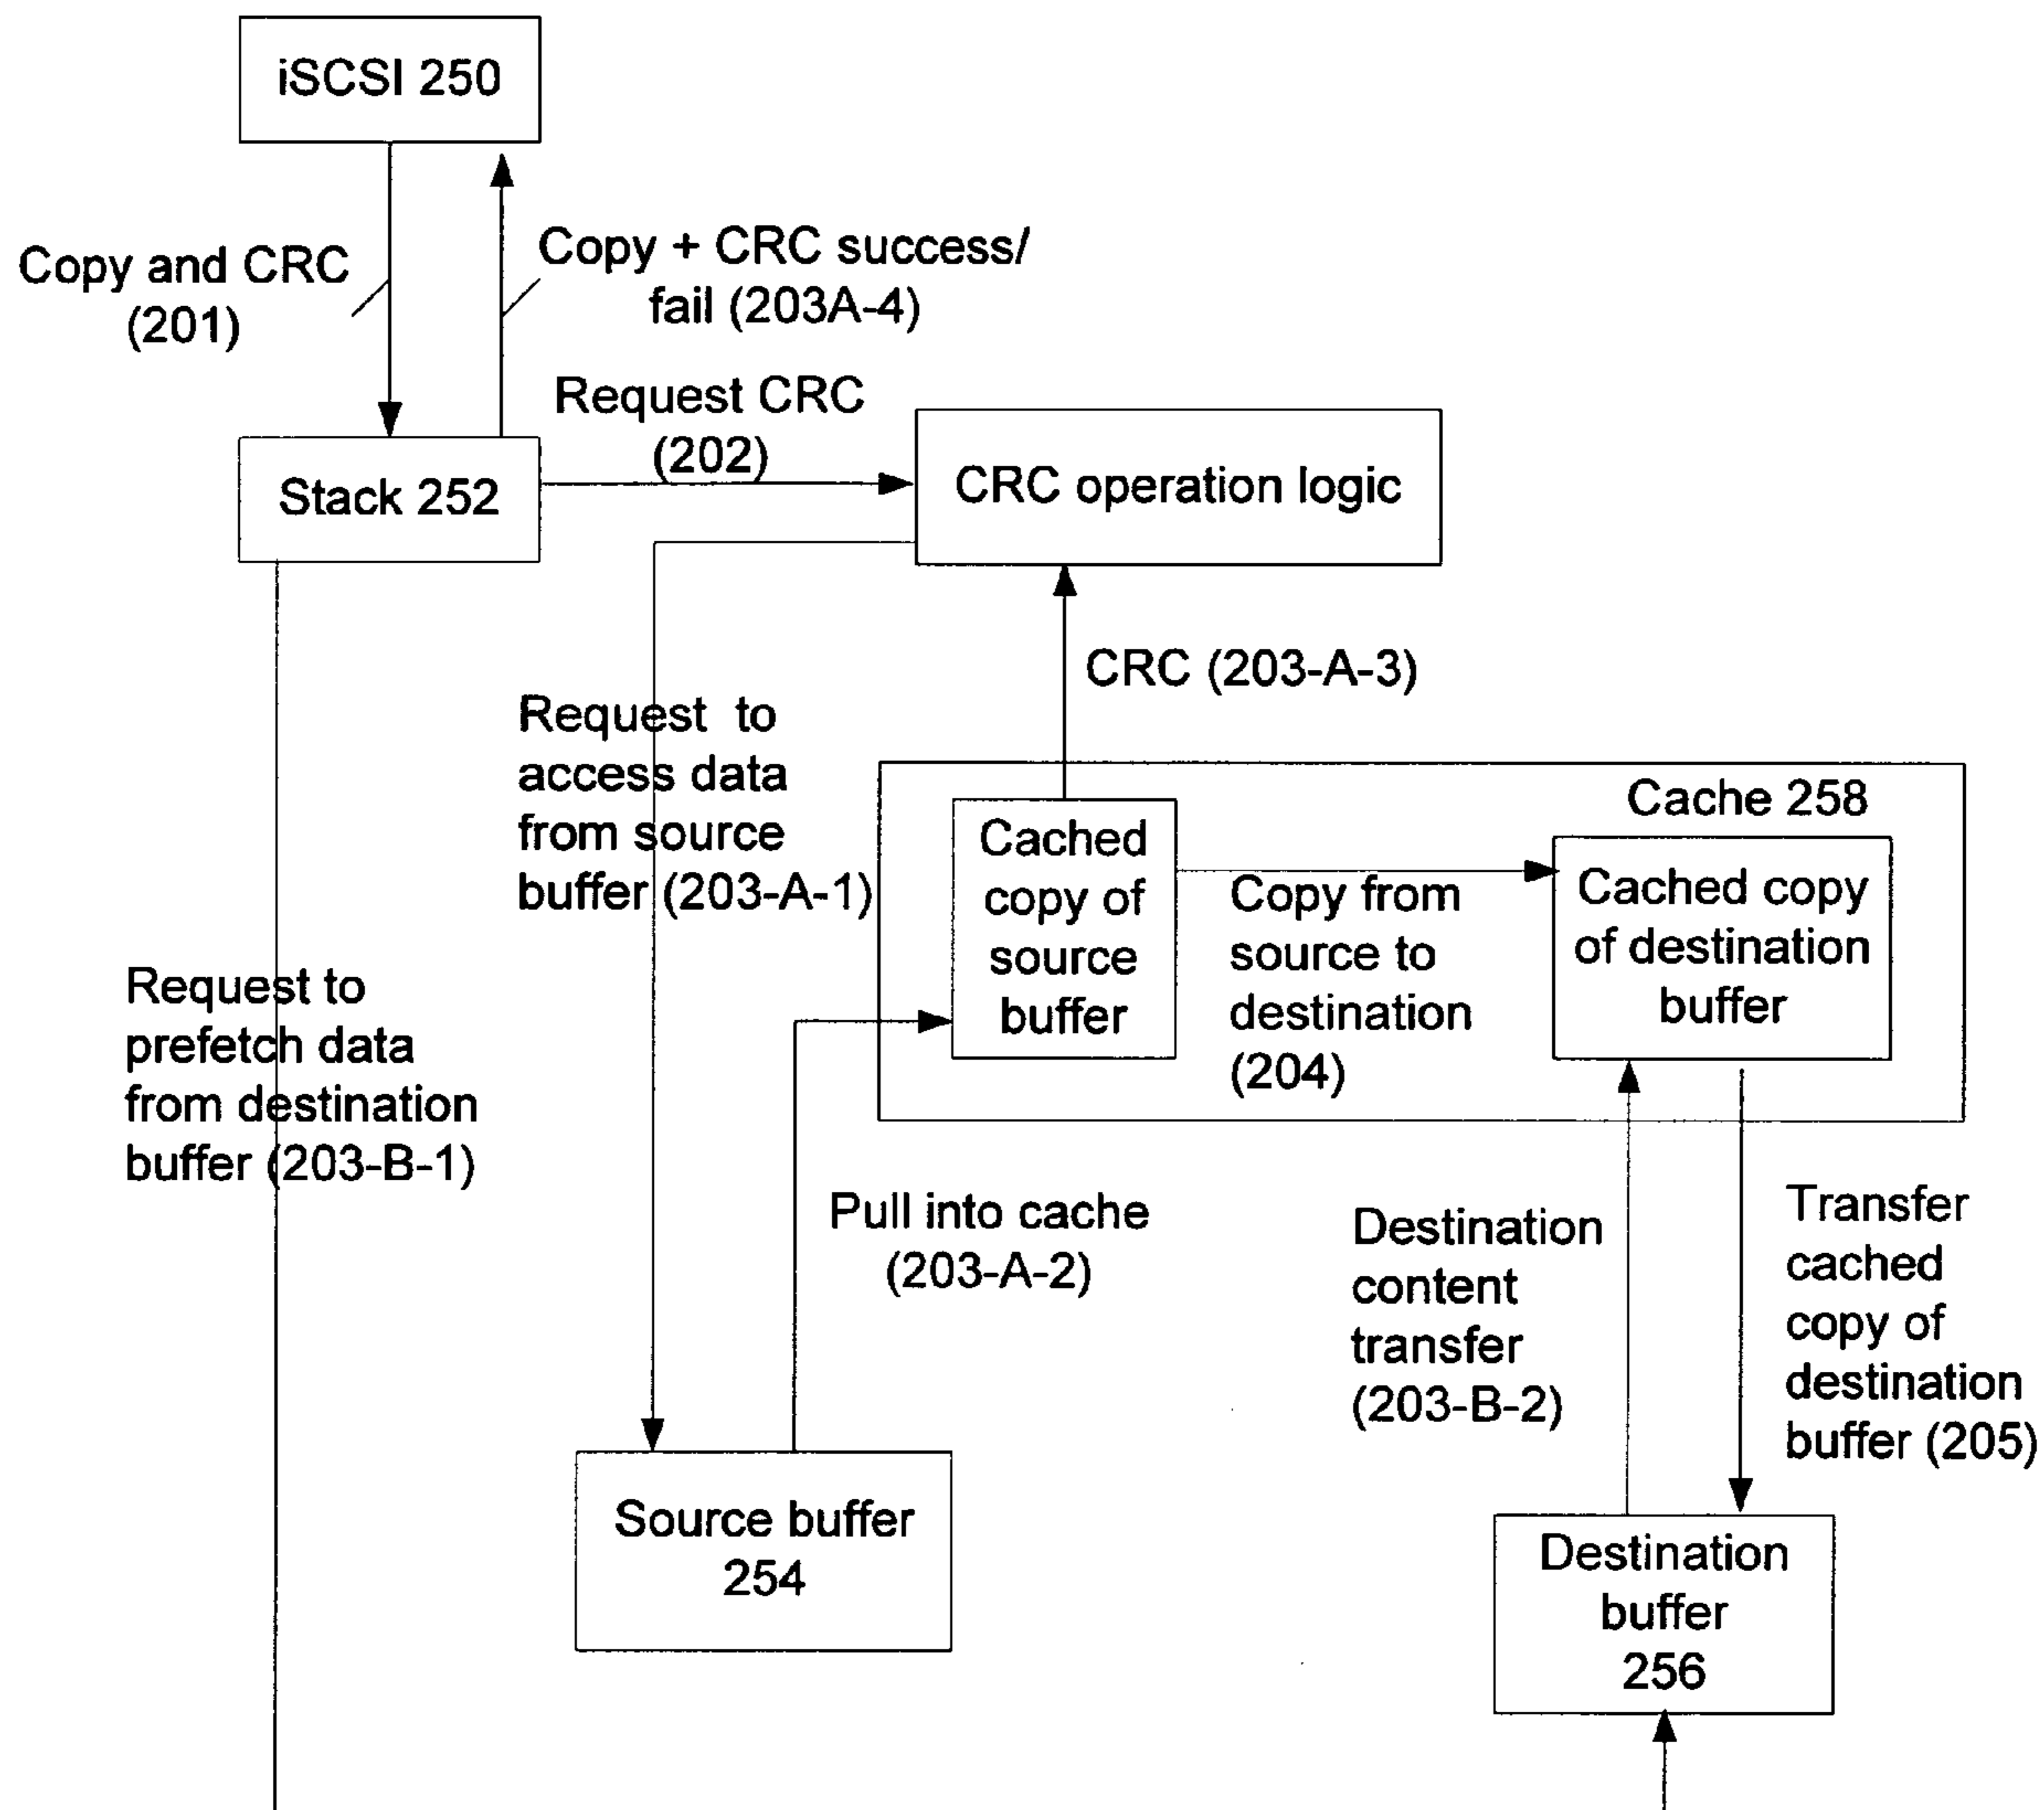 iSCSI 250
Copy and CRC
(201)
Copy + CRC success/
fail (203A-4)
Request CRC
(202)
Stack 252
CRC operation logic
CRC (203-A-3)
Request to
access data
from source
buffer (203-A-1)
Cache 258
Cached
copy of
source
buffer
Copy from
source to
destination
(204)
Cached copy
of destination
buffer
Request to
prefetch data
from destination
buffer (203-B-1)
Pull into cache
(203-A-2)
Destination
content
transfer
(203-B-2)
Transfer
cached
copy of
destination
buffer (205)
Source buffer
254
Destination
buffer
256